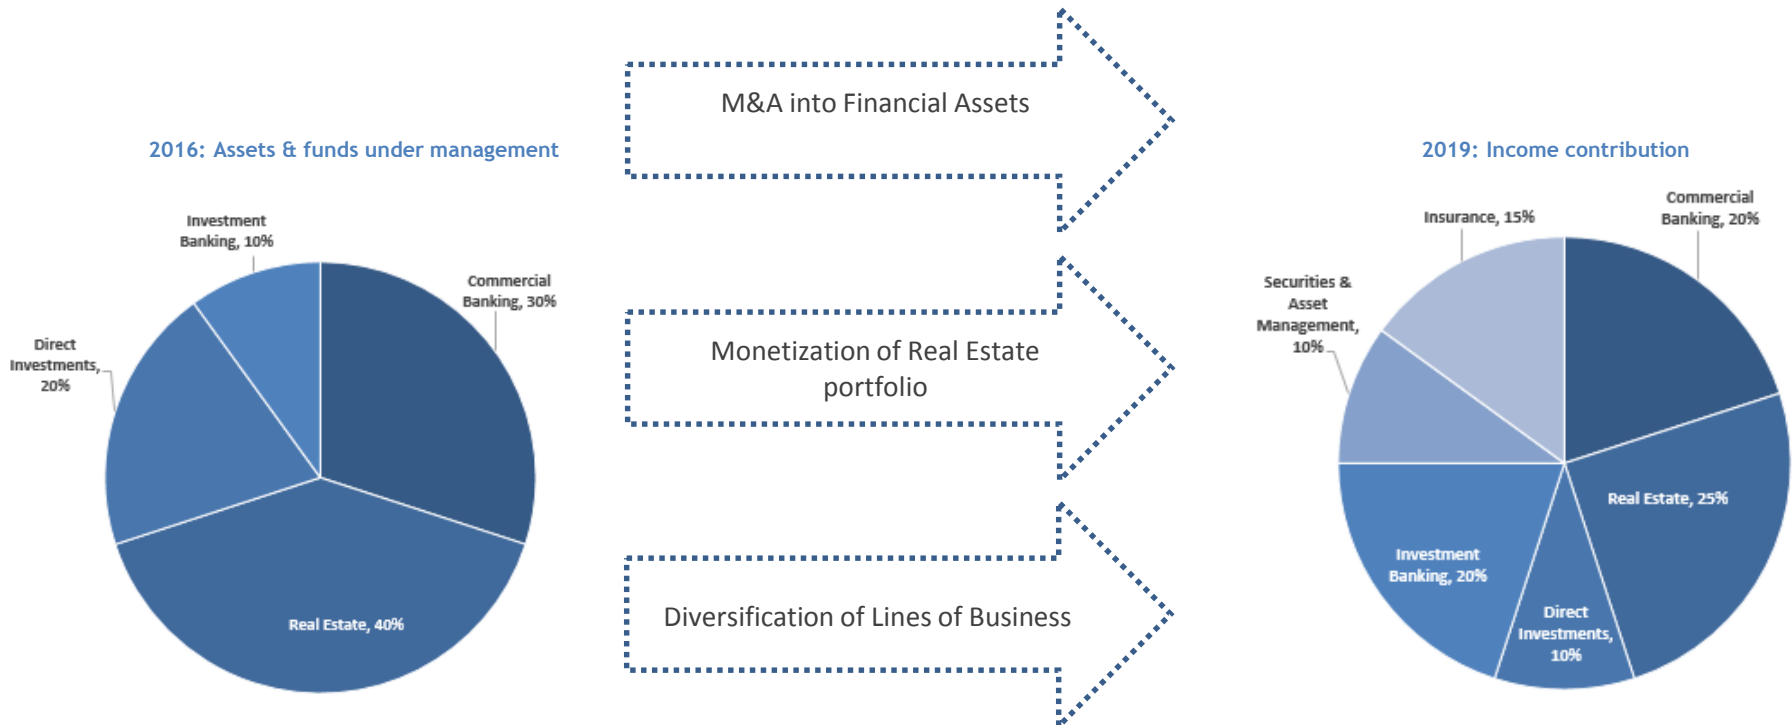 2016: Assets & funds under management
Investment
Banking, 10%
Commercial
Banking, 30%
Direct
Investments,
20%
Real Estate, 40%
M&A into Financial Assets
Monetization of Real Estate
portfolio
Diversification of Lines of Business
2019: Income contribution
Insurance, 15%
Commercial
Banking, 20%
Securities &
Asset
Management,
10%
Real Estate, 25%
Investment
Banking, 20%
Direct
Investments,
10%